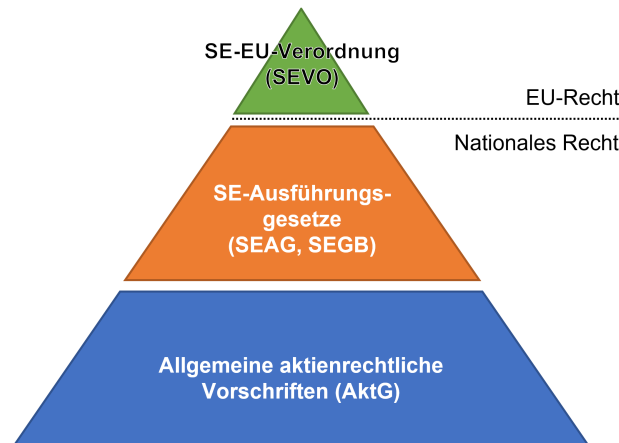 SE-EU-Verordnung
(SEVO)
EU-Recht
Nationales Recht
SE-Ausführungs-
gesetze
(SEAG, SEGB)
Allgemeine aktienrechtliche
Vorschriften (AktG)